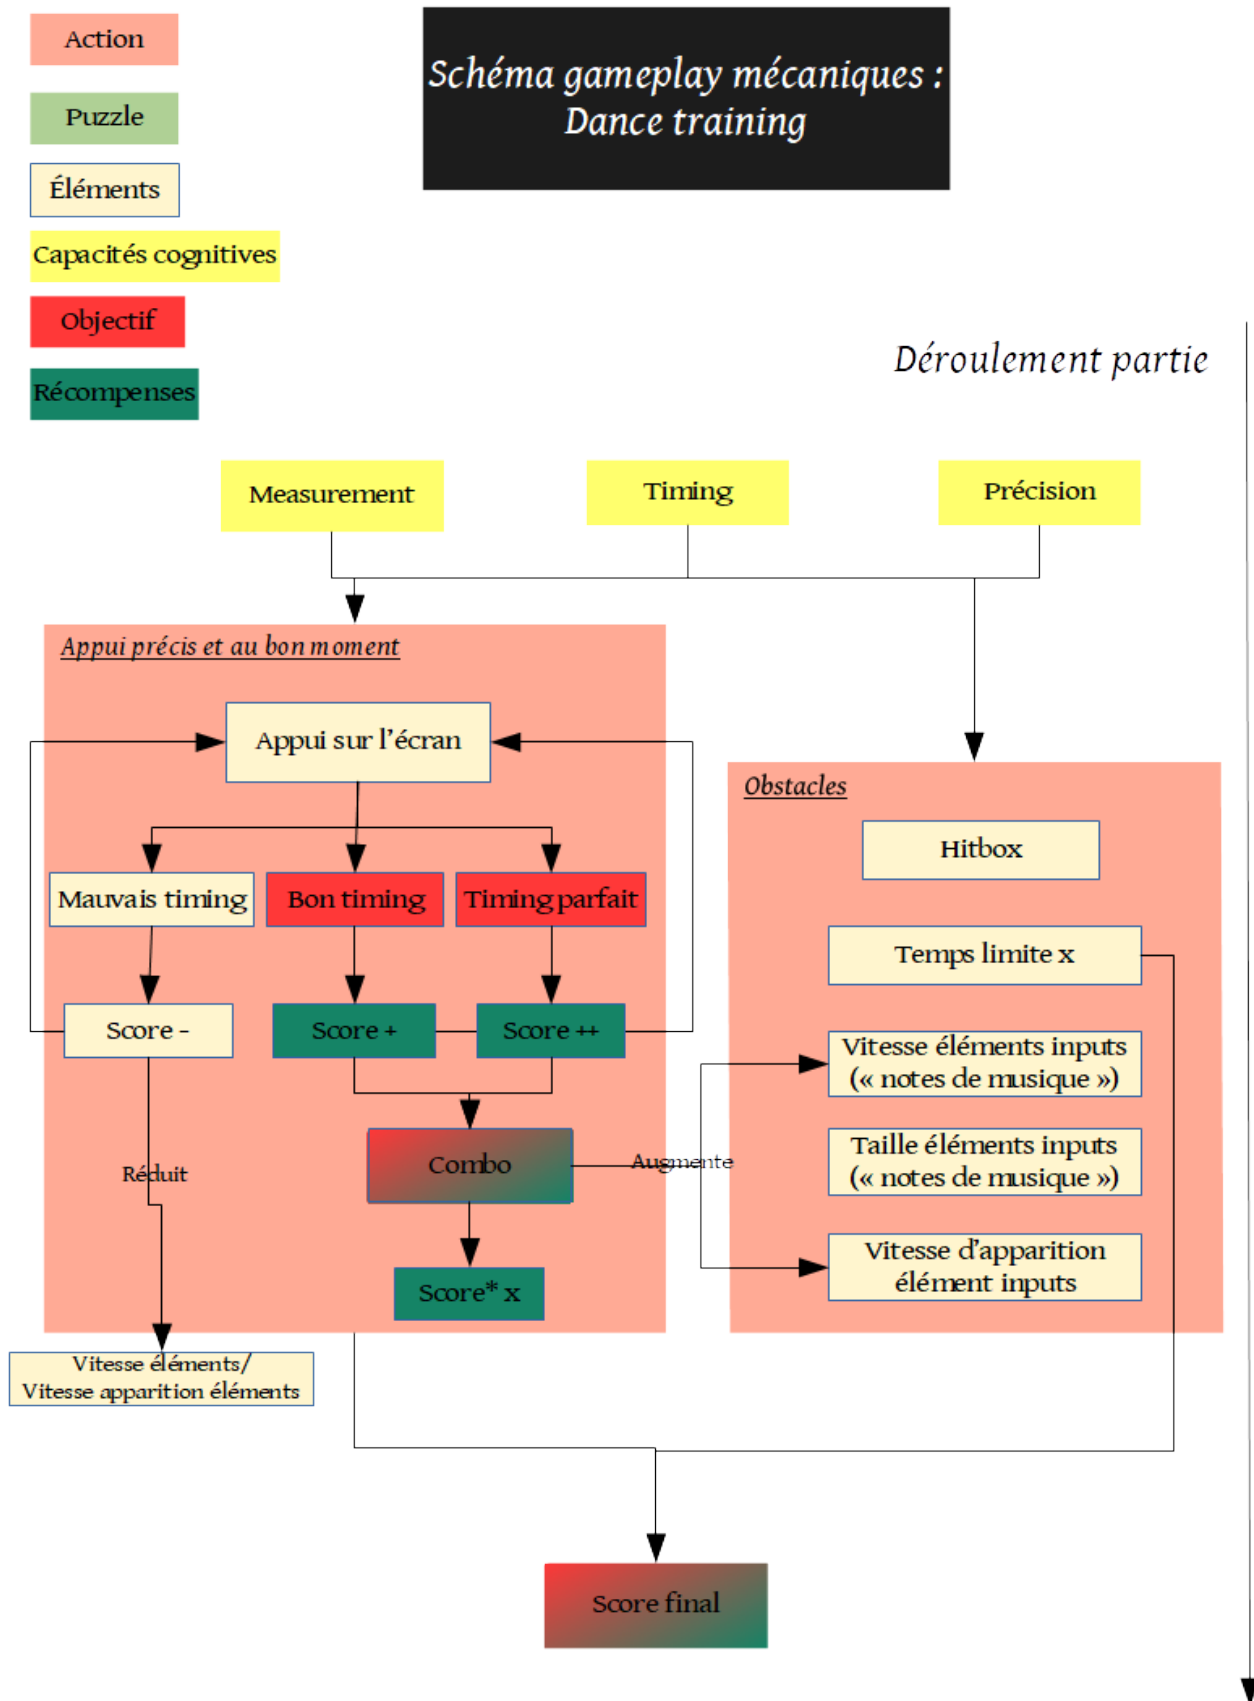 Action
Schéma gameplay mécaniques :
Dance training
Puzzle
Éléments
Capacités cognitives
Objectif
Récompenses
Déroulement partie
Measurement
Timing
Précision
Appui précis et au bon moment
Appui sur l'écran
Mauvais timing
Bon timing
Timing parfait
Score -
Score +
Score ++
Réduit
Combo
Augmente
Score* x
Vitesse éléments/
Vitesse apparition éléments
Obstacles
Hitbox
Temps limite x
Vitesse éléments inputs
(« notes de musique »)
Taille éléments inputs
(« notes de musique »)
Vitesse d'apparition
élément inputs
Score final